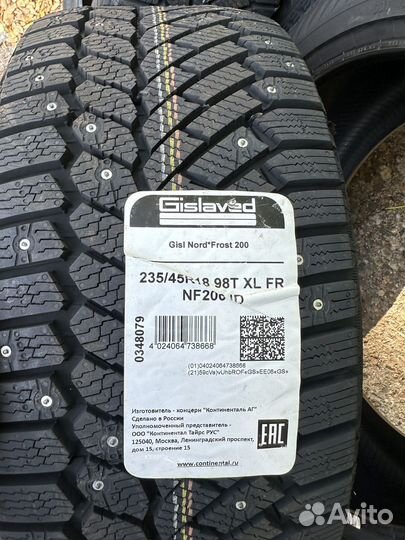 Gislaved
Gisl Nord*Frost 200
235/45R18 98T XL FR
NF200 ID
0348079
4 024064 738668
(01)04024064738668
Изготовитель - концерн "Континенталь АГ"
Сделано в России
Уполномоченный представитель -
ООО "Континентал Тайрс РУС"
125040, Москва, Ленинградский проспект,
дом 15, строение 15
EAC
www.continental.ru
Avito